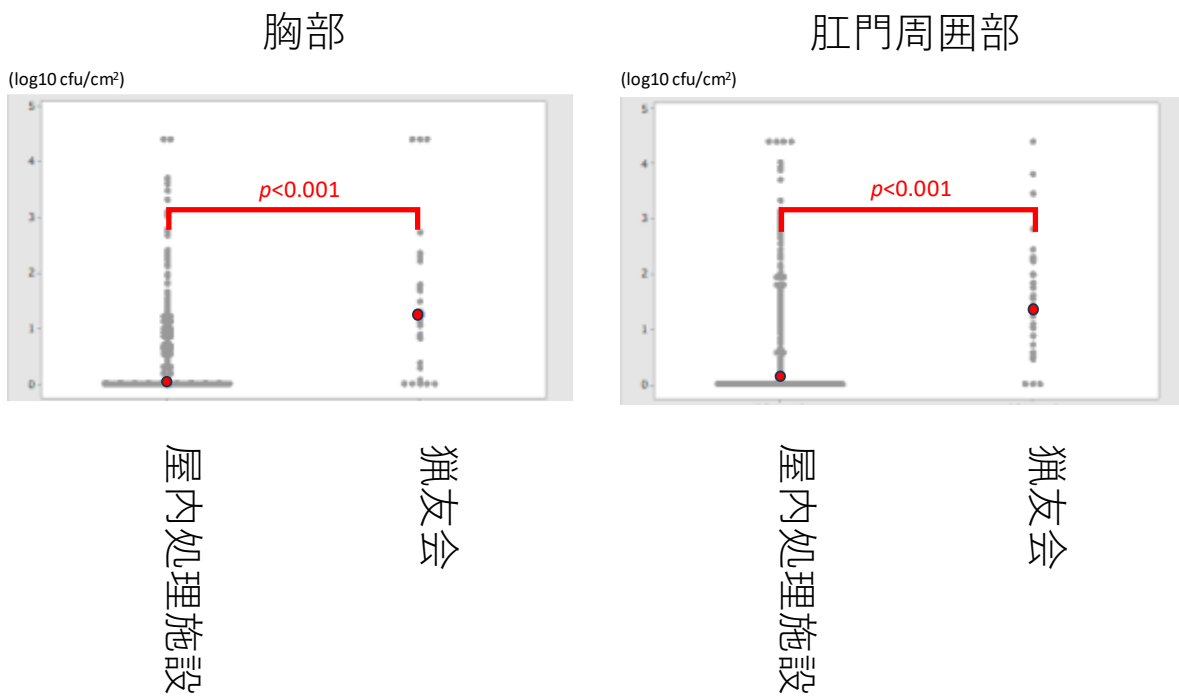 胸部
(log10 cfu/cm²)
5
4
3
2
1
0
p<0.001
屋内処理施設
猟友会
肛門周囲部
(log10 cfu/cm²)
5
4
3
2
1
0
p<0.001
屋内処理施設
猟友会